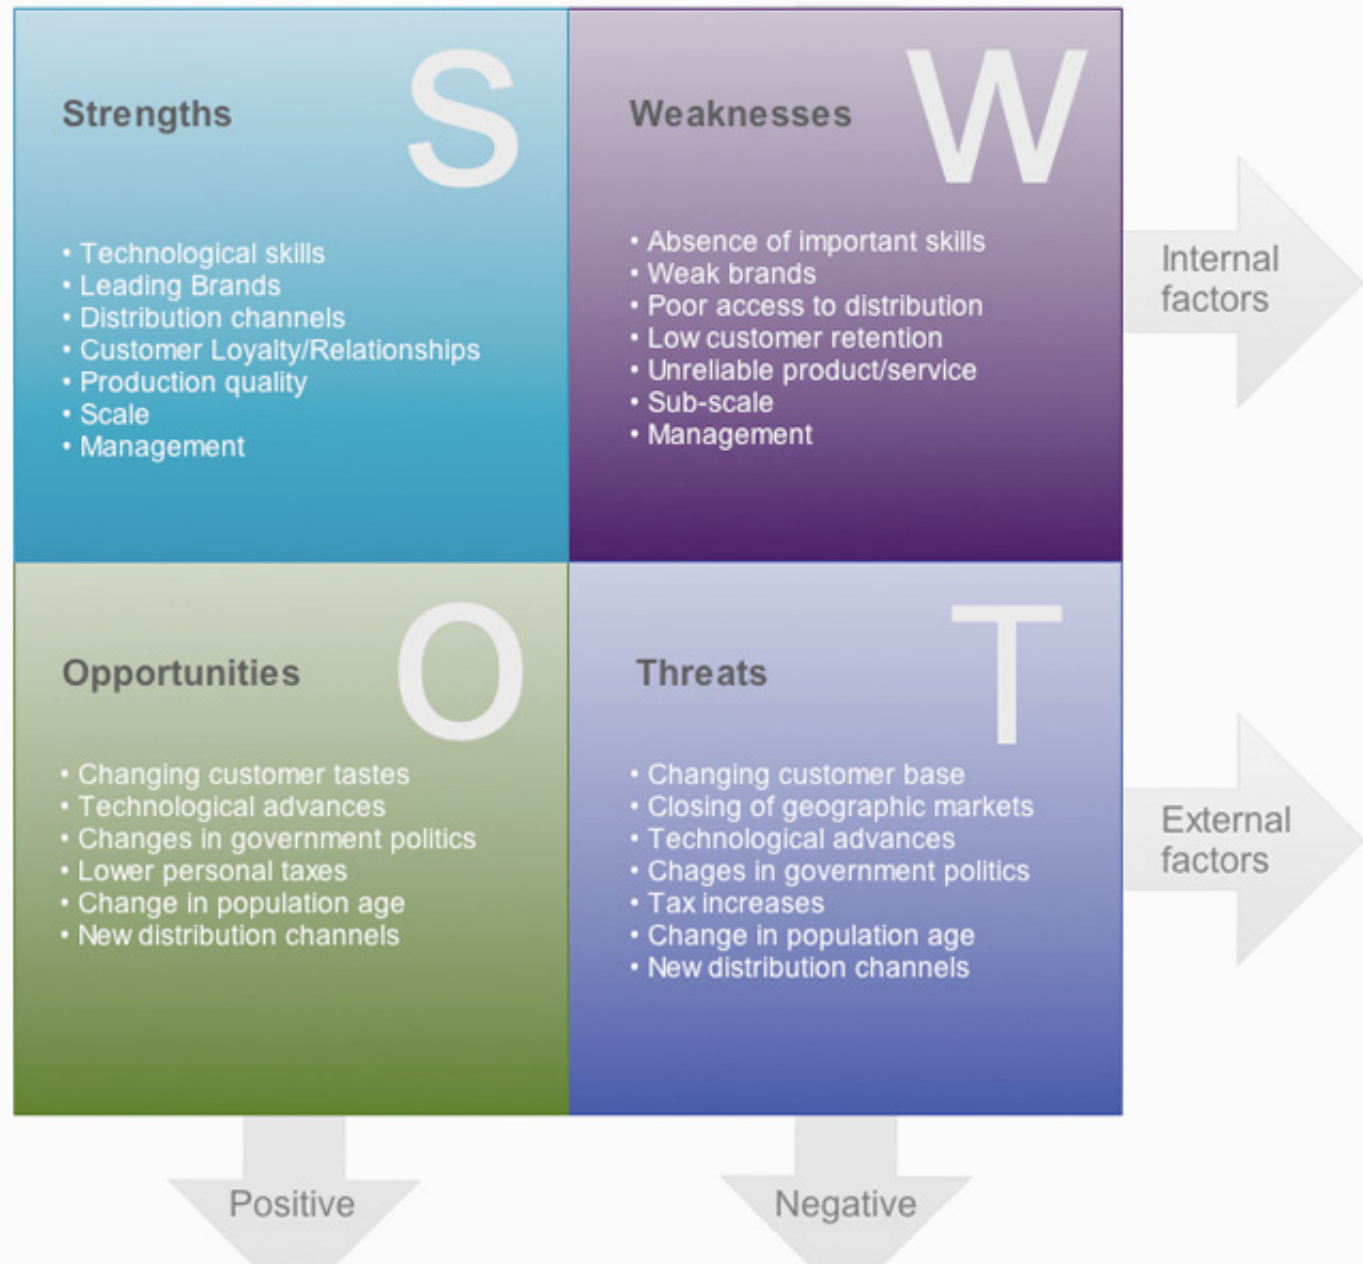 S
Strengths
• Technological skills
• Leading Brands
• Distribution channels
• Customer Loyalty/Relationships
• Production quality
• Scale
• Management
W
Weaknesses
• Absence of important skills
• Weak brands
• Poor access to distribution
• Low customer retention
• Unreliable product/service
• Sub-scale
• Management
Internal
factors
O
Opportunities
• Changing customer tastes
• Technological advances
• Changes in government politics
• Lower personal taxes
• Change in population age
• New distribution channels
T
Threats
• Changing customer base
• Closing of geographic markets
• Technological advances
• Chages in government politics
• Tax increases
• Change in population age
• New distribution channels
External
factors
Positive
Negative